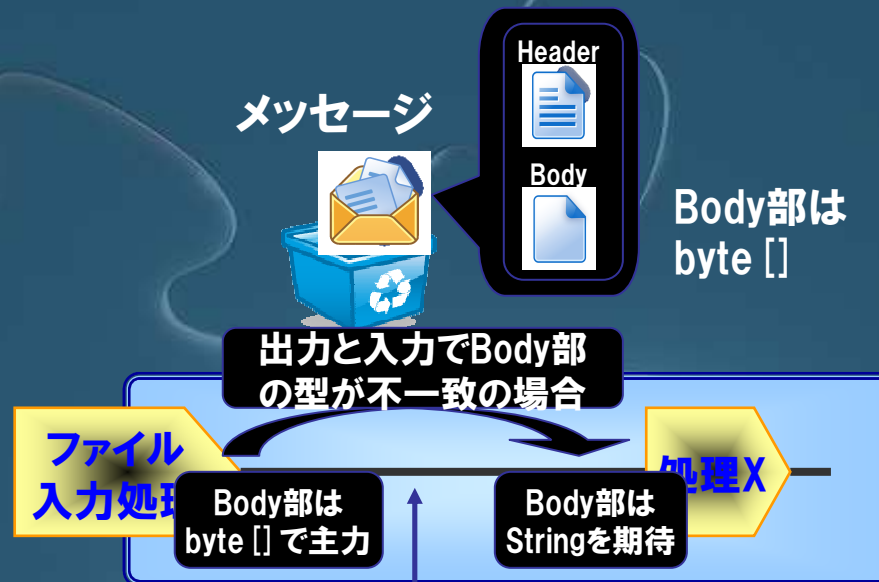 Header
メッセージ
Body
Body部は
byte []
出力と入力でBody部
の型が不一致の場合
ファイル
入力処理
処理X
Body部は
byte [] で主力
Body部は
Stringを期待